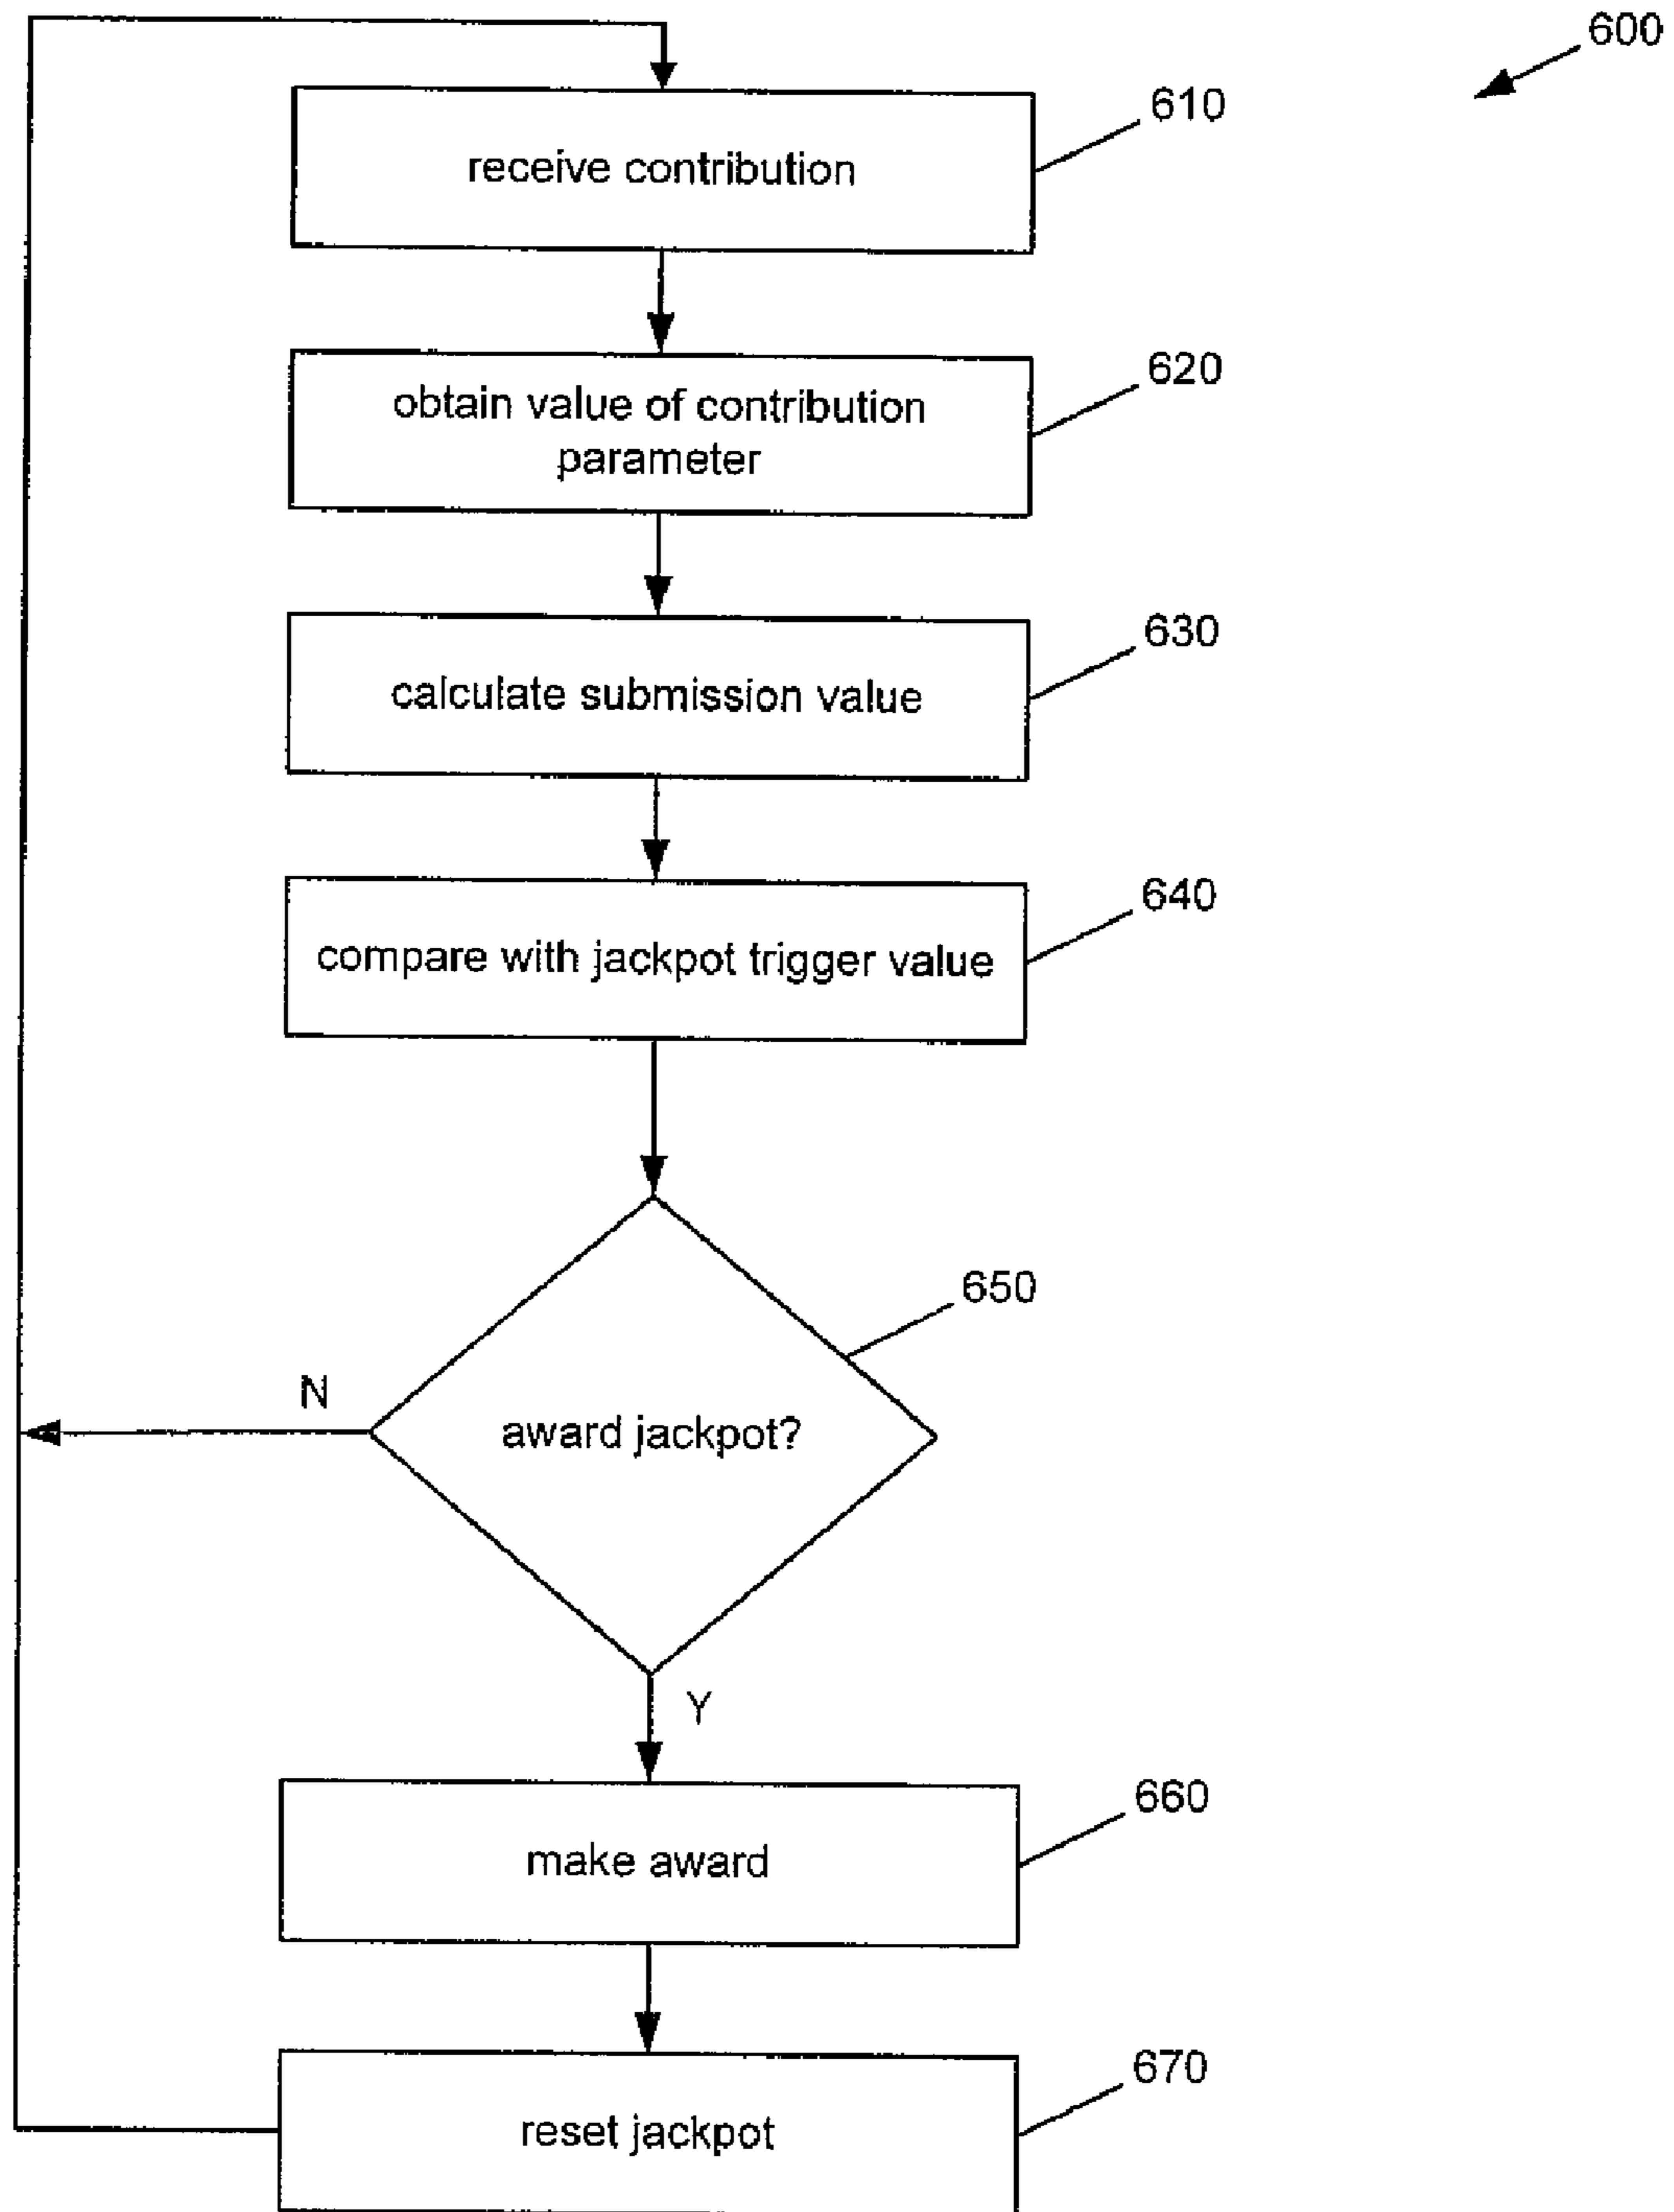 600
610
receive contribution
620
obtain value of contribution
parameter
630
calculate submission value
640
compare with jackpot trigger value
650
N
award jackpot?
Y
660
make award
670
reset jackpot